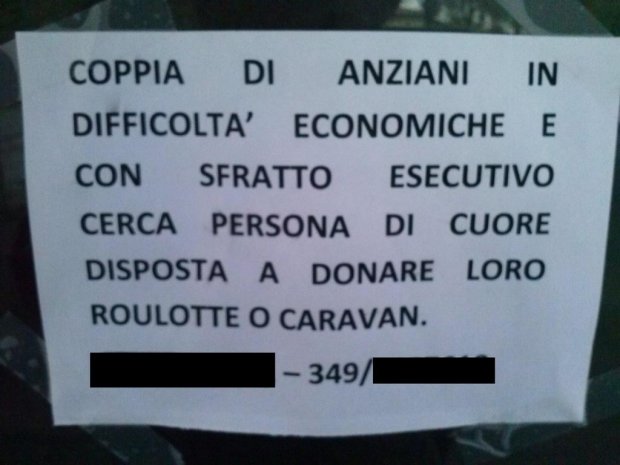 COPPIA DI ANZIANI IN
DIFFICOLTA' ECONOMICHE E
CON SFRATTO ESECUTIVO
CERCA PERSONA DI CUORE
DISPOSTA A DONARE LORO
ROULOTTE O CARAVAN.
– 349/